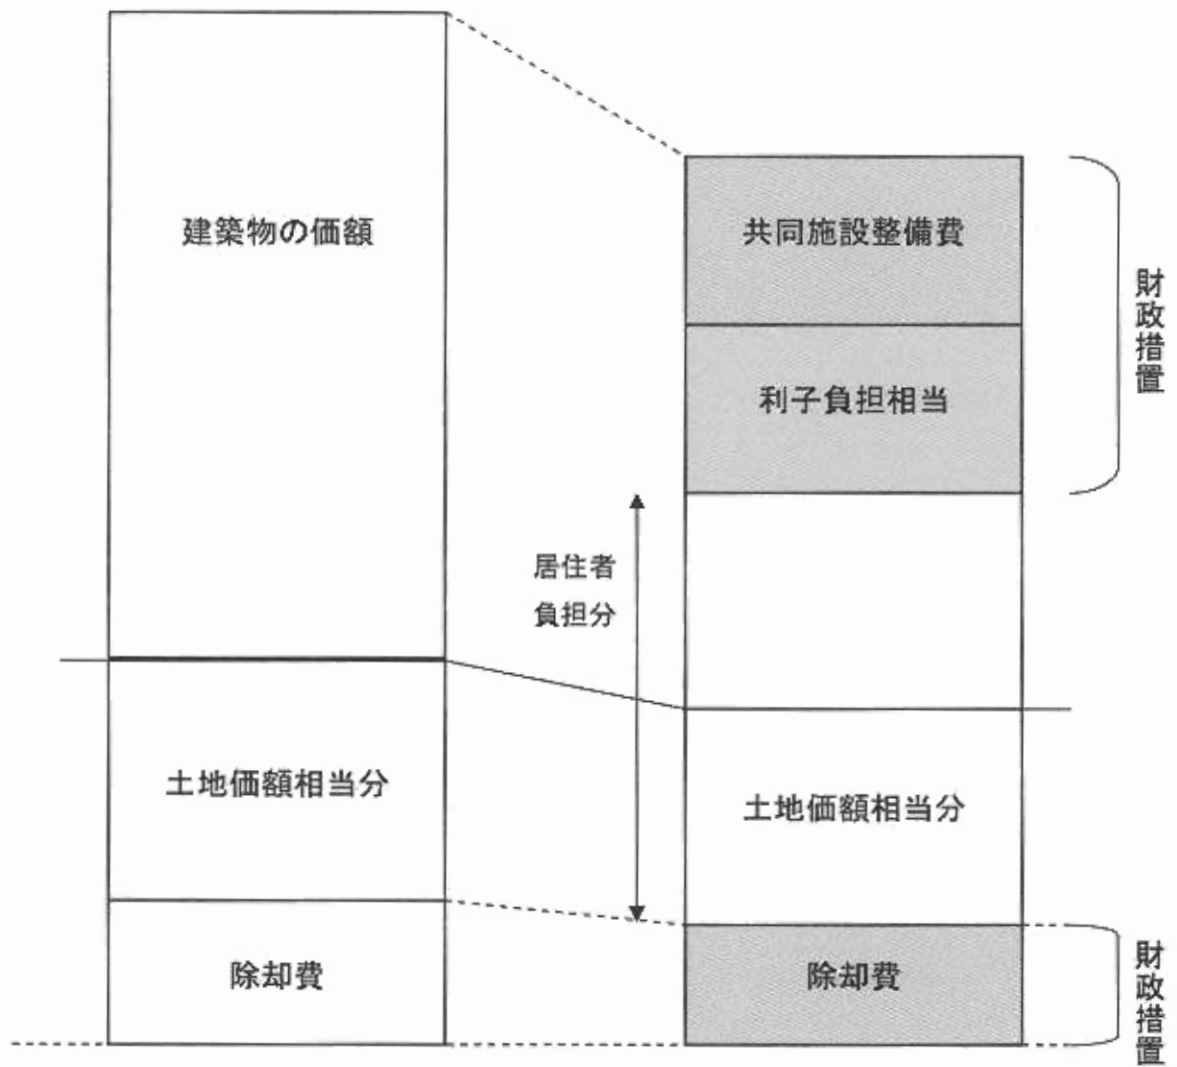 建築物の価額
土地価額相当分
除却費
居住者
負担分
共同施設整備費
利子負担相当
土地価額相当分
除却費
財政措置
財政措置